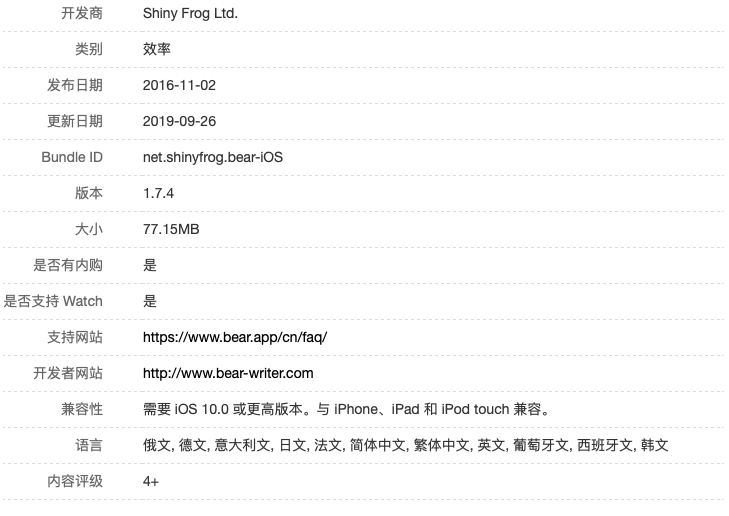 开发商 Shiny Frog Ltd.
类别 效率
发布日期 2016-11-02
更新日期 2019-09-26
Bundle ID net.shinyfrog.bear-iOS
版本 1.7.4
大小 77.15MB
是否有内购 是
是否支持 Watch 是
支持网站 https://www.bear.app/cn/faq/
开发者网站 http://www.bear-writer.com
兼容性 需要 iOS 10.0 或更高版本。与 iPhone、iPad 和 iPod touch 兼容。
语言 俄文, 德文, 意大利文, 日文, 法文, 简体中文, 繁体中文, 英文, 葡萄牙文, 西班牙文, 韩文
内容评级 4+